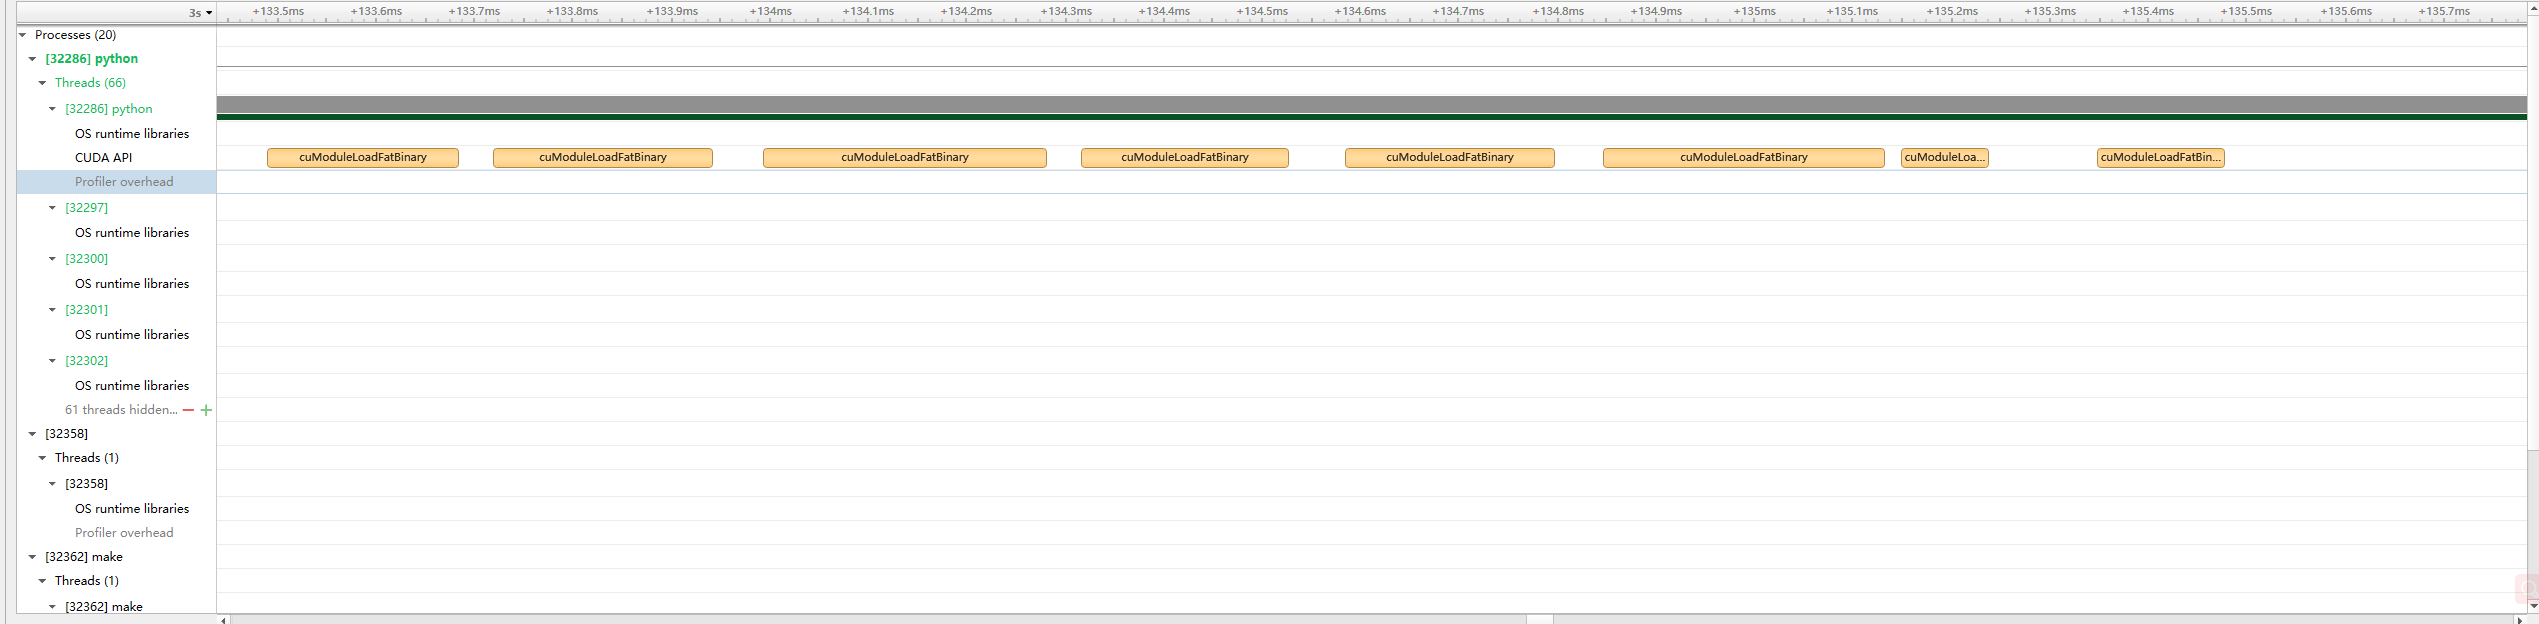 3s +133.5ms +133.6ms +133.7ms +133.8ms +133.9ms +134ms +134.1ms +134.2ms +134.3ms +134.4ms +134.5ms +134.6ms +134.7ms +134.8ms +134.9ms +135ms +135.1ms +135.2ms +135.3ms +135.4ms +135.5ms +135.6ms +135.7ms
Processes (20)
[32286] python
Threads (66)
[32286] python
OS runtime libraries
CUDA API cuModuleLoadFatBinary cuModuleLoadFatBinary cuModuleLoadFatBinary cuModuleLoadFatBinary cuModuleLoadFatBinary cuModuleLoadFatBinary cuModuleLoa... cuModuleLoadFatBin...
Profiler overhead
[32297]
OS runtime libraries
[32300]
OS runtime libraries
[32301]
OS runtime libraries
[32302]
OS runtime libraries
61 threads hidden...
[32358]
Threads (1)
[32358]
OS runtime libraries
Profiler overhead
[32362] make
Threads (1)
[32362] make